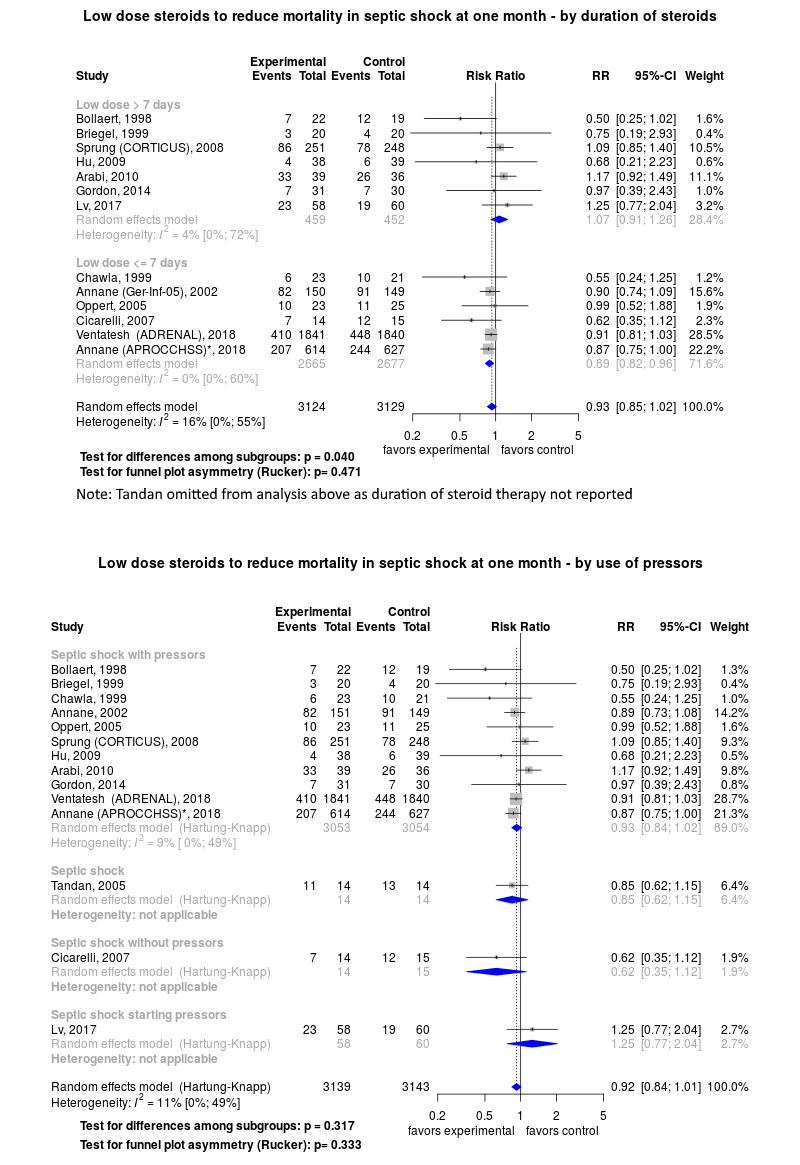 Low dose steroids to reduce mortality in septic shock at one month - by duration of steroids
Experimental Control
Study Events Total Events Total Risk Ratio RR 95%-CI Weight
Low dose > 7 days
Bollaert, 1998 7 22 12 19 0.50 [0.25; 1.02] 1.6%
Briegel, 1999 3 20 4 20 0.75 [0.19; 2.93] 0.4%
Sprung (CORTICUS), 2008 86 251 78 248 1.09 [0.85; 1.40] 10.5%
Hu, 2009 4 38 6 39 0.68 [0.21; 2.23] 0.6%
Arabi, 2010 33 39 26 36 1.17 [0.92; 1.49] 11.1%
Gordon, 2014 7 31 7 30 0.97 [0.39; 2.43] 1.0%
Lv, 2017 23 58 19 60 1.25 [0.77; 2.04] 3.2%
Random effects model 459 452 1.07 [0.91; 1.26] 28.4%
Heterogeneity: I² = 4% [0%; 72%]
Low dose <= 7 days
Chawla, 1999 6 23 10 21 0.55 [0.24; 1.25] 1.2%
Annane (Ger-Inf-05), 2002 82 150 91 149 0.90 [0.74; 1.09] 15.6%
Oppert, 2005 10 23 11 25 0.99 [0.52; 1.88] 1.9%
Cicarelli, 2007 7 14 12 15 0.62 [0.35; 1.12] 2.3%
Ventatesh (ADRENAL), 2018 410 1841 448 1840 0.91 [0.81; 1.03] 28.5%
Annane (APROCCHSS)*, 2018 207 614 244 627 0.87 [0.75; 1.00] 22.2%
Random effects model 2665 2677 0.89 [0.82; 0.96] 71.6%
Heterogeneity: I² = 0% [0%; 60%]
Random effects model 3124 3129 0.93 [0.85; 1.02] 100.0%
Heterogeneity: I² = 16% [0%; 55%]
0.2 0.5 1 2 5
favors experimental favors control
Test for differences among subgroups: p = 0.040
Test for funnel plot asymmetry (Rucker): p= 0.471
Note: Tandan omitted from analysis above as duration of steroid therapy not reported
Low dose steroids to reduce mortality in septic shock at one month - by use of pressors
Experimental Control
Study Events Total Events Total Risk Ratio RR 95%-CI Weight
Septic shock with pressors
Bollaert, 1998 7 22 12 19 0.50 [0.25; 1.02] 1.3%
Briegel, 1999 3 20 4 20 0.75 [0.19; 2.93] 0.4%
Chawla, 1999 6 23 10 21 0.55 [0.24; 1.25] 1.0%
Annane, 2002 82 151 91 149 0.89 [0.73; 1.08] 14.2%
Oppert, 2005 10 23 11 25 0.99 [0.52; 1.88] 1.6%
Sprung (CORTICUS), 2008 86 251 78 248 1.09 [0.85; 1.40] 9.3%
Hu, 2009 4 38 6 39 0.68 [0.21; 2.23] 0.5%
Arabi, 2010 33 39 26 36 1.17 [0.92; 1.49] 9.8%
Gordon, 2014 7 31 7 30 0.97 [0.39; 2.43] 0.8%
Ventatesh (ADRENAL), 2018 410 1841 448 1840 0.91 [0.81; 1.03] 28.7%
Annane (APROCCHSS)*, 2018 207 614 244 627 0.87 [0.75; 1.00] 21.3%
Random effects model (Hartung-Knapp) 3053 3054 0.93 [0.84; 1.02] 89.0%
Heterogeneity: I² = 9% [ 0%; 49%]
Septic shock
Tandan, 2005 11 14 13 14 0.85 [0.62; 1.15] 6.4%
Random effects model (Hartung-Knapp) 14 14 0.85 [0.62; 1.15] 6.4%
Heterogeneity: not applicable
Septic shock without pressors
Cicarelli, 2007 7 14 12 15 0.62 [0.35; 1.12] 1.9%
Random effects model (Hartung-Knapp) 14 15 0.62 [0.35; 1.12] 1.9%
Heterogeneity: not applicable
Septic shock starting pressors
Lv, 2017 23 58 19 60 1.25 [0.77; 2.04] 2.7%
Random effects model (Hartung-Knapp) 58 60 1.25 [0.77; 2.04] 2.7%
Heterogeneity: not applicable
Random effects model (Hartung-Knapp) 3139 3143 0.92 [0.84; 1.01] 100.0%
Heterogeneity: I² = 11% [0%; 49%]
0.2 0.5 1 2 5
favors experimental favors control
Test for differences among subgroups: p = 0.317
Test for funnel plot asymmetry (Rucker): p= 0.333